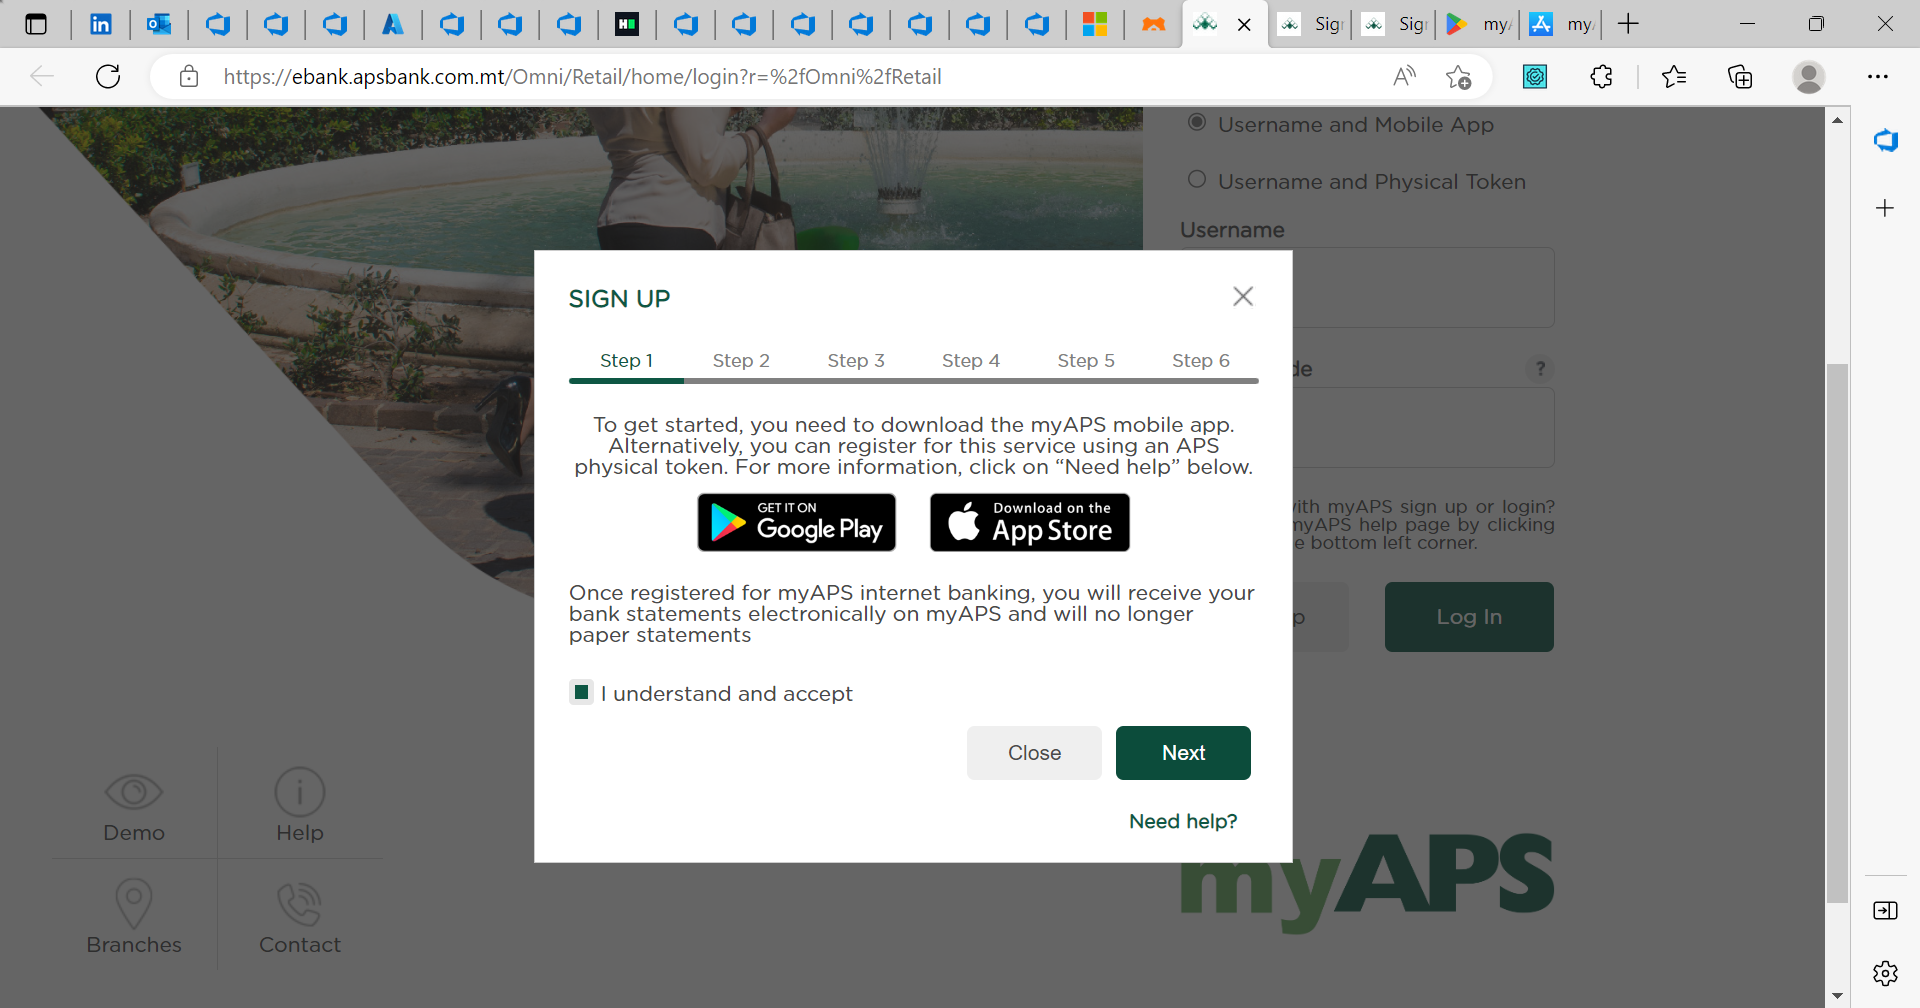 Sign
Sign
my
my
https://ebank.apsbank.com.mt/Omni/Retail/home/login?r=%2fOmni%2fRetail
Username and Mobile App
Username and Physical Token
Username
de
?
ith myAPS sign up or login?
myAPS help page by clicking
e bottom left corner.
p
Log In
SIGN UP
Step 1 Step 2 Step 3 Step 4 Step 5 Step 6
To get started, you need to download the myAPS mobile app.
Alternatively, you can register for this service using an APS
physical token. For more information, click on “Need help” below.
GET IT ON
Google Play
Download on the
App Store
Once registered for myAPS internet banking, you will receive your
bank statements electronically on myAPS and will no longer
paper statements
I understand and accept
Close
Next
Need help?
Demo
Help
Branches
Contact
myAPS